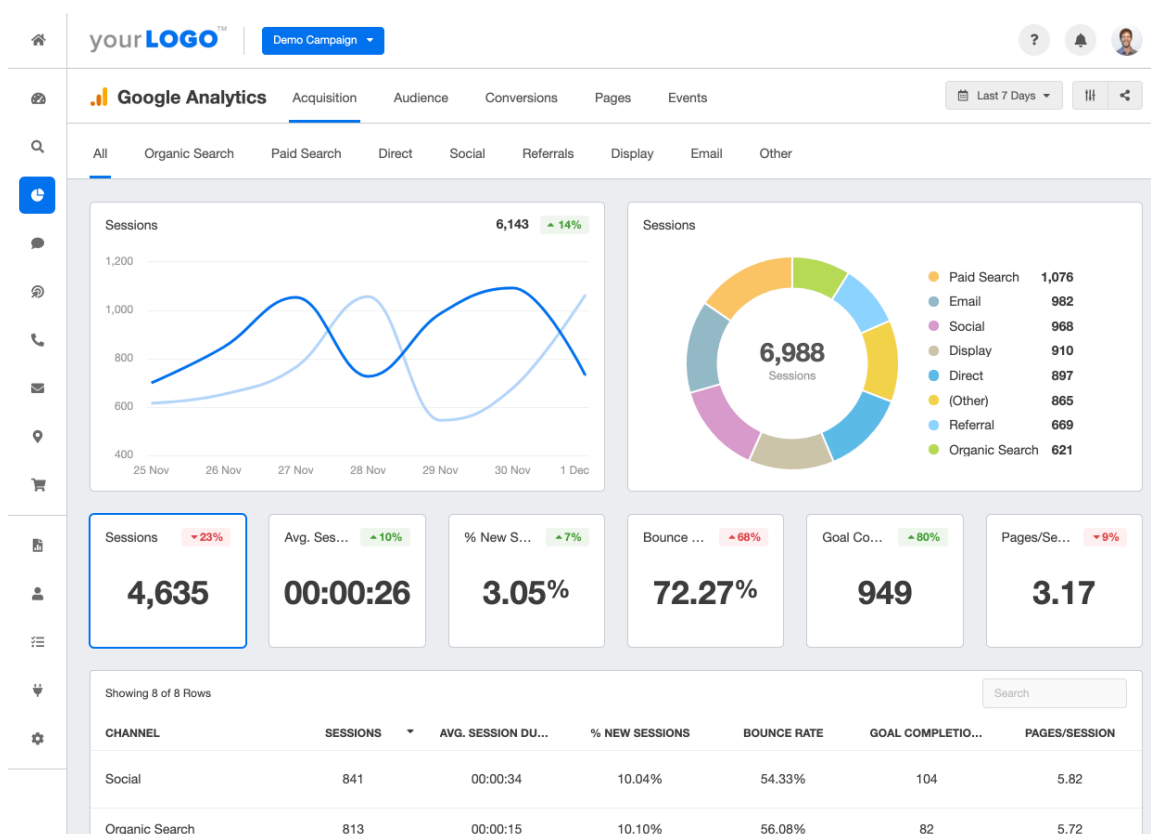 yourLOGO™
Demo Campaign
?
Google Analytics
Acquisition
Audience
Conversions
Pages
Events
Last 7 Days
All
Organic Search
Paid Search
Direct
Social
Referrals
Display
Email
Other
Sessions
6,143
14%
1,200
1,000
800
600
400
25 Nov
26 Nov
27 Nov
28 Nov
29 Nov
30 Nov
1 Dec
Sessions
6,988
Sessions
Paid Search 1,076
Email 982
Social 968
Display 910
Direct 897
(Other) 865
Referral 669
Organic Search 621
Sessions 23%
4,635
Avg. Ses... 10%
00:00:26
% New S... 7%
3.05%
Bounce ... 68%
72.27%
Goal Co... 80%
949
Pages/Se... 9%
3.17
Showing 8 of 8 Rows
Search
CHANNEL SESSIONS AVG. SESSION DU... % NEW SESSIONS BOUNCE RATE GOAL COMPLETIO... PAGES/SESSION
Social 841 00:00:34 10.04% 54.33% 104 5.82
Organic Search 813 00:00:15 10.10% 56.08% 82 5.72